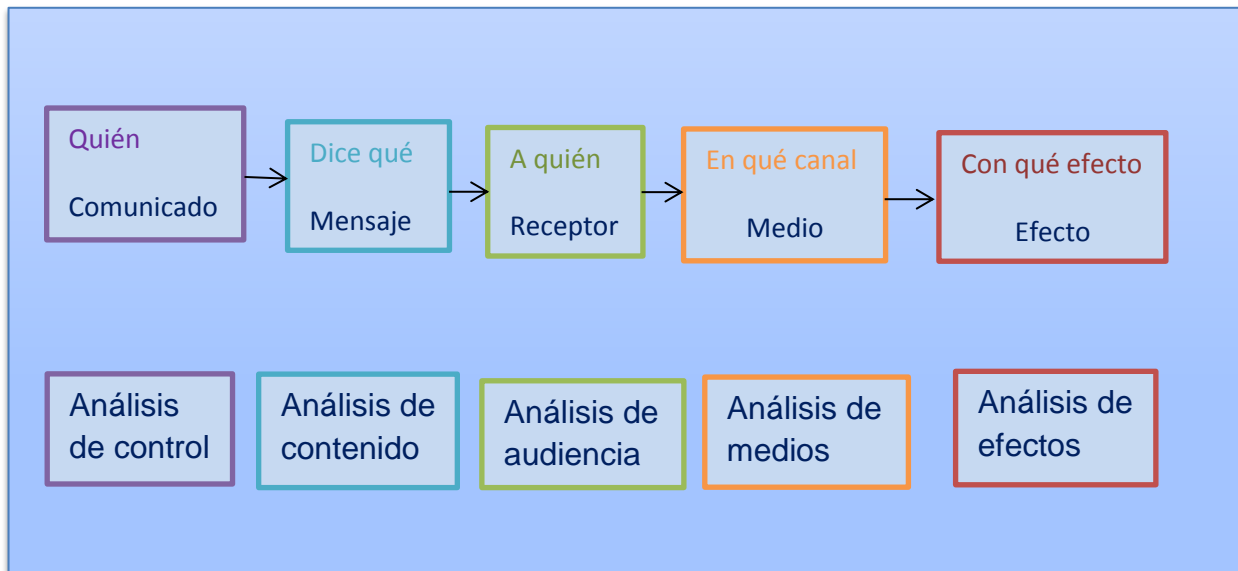 Quién
Comunicado
Dice qué
Mensaje
A quién
Receptor
En qué canal
Medio
Con qué efecto
Efecto
Análisis
de control
Análisis de
contenido
Análisis de
audiencia
Análisis de
medios
Análisis de
efectos